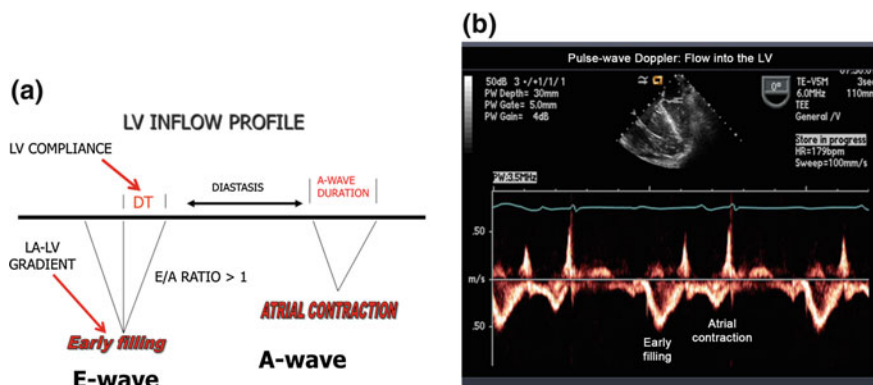 (a)
LV INFLOW PROFILE
LV COMPLIANCE
DT
DIASTASIS
A-WAVE
DURATION
LA-LV
GRADIENT
E/A RATIO > 1
Early filling
E-wave
ATRIAL CONTRACTION
A-wave
(b)
Pulse-wave Doppler: Flow into the LV
50dB 3 •/+1/1/1
PW Depth= 30mm
PW Gate= 5.0mm
PW Gain= 4dB
0°
TE-V5M 3sec
6.0MHz 110mm
TEE
General /V
Store in progress
HR=179bpm
Sweep=100mm/s
PW:3.5MHz
.50
m/s
.50
Early
filling
Atrial
contraction